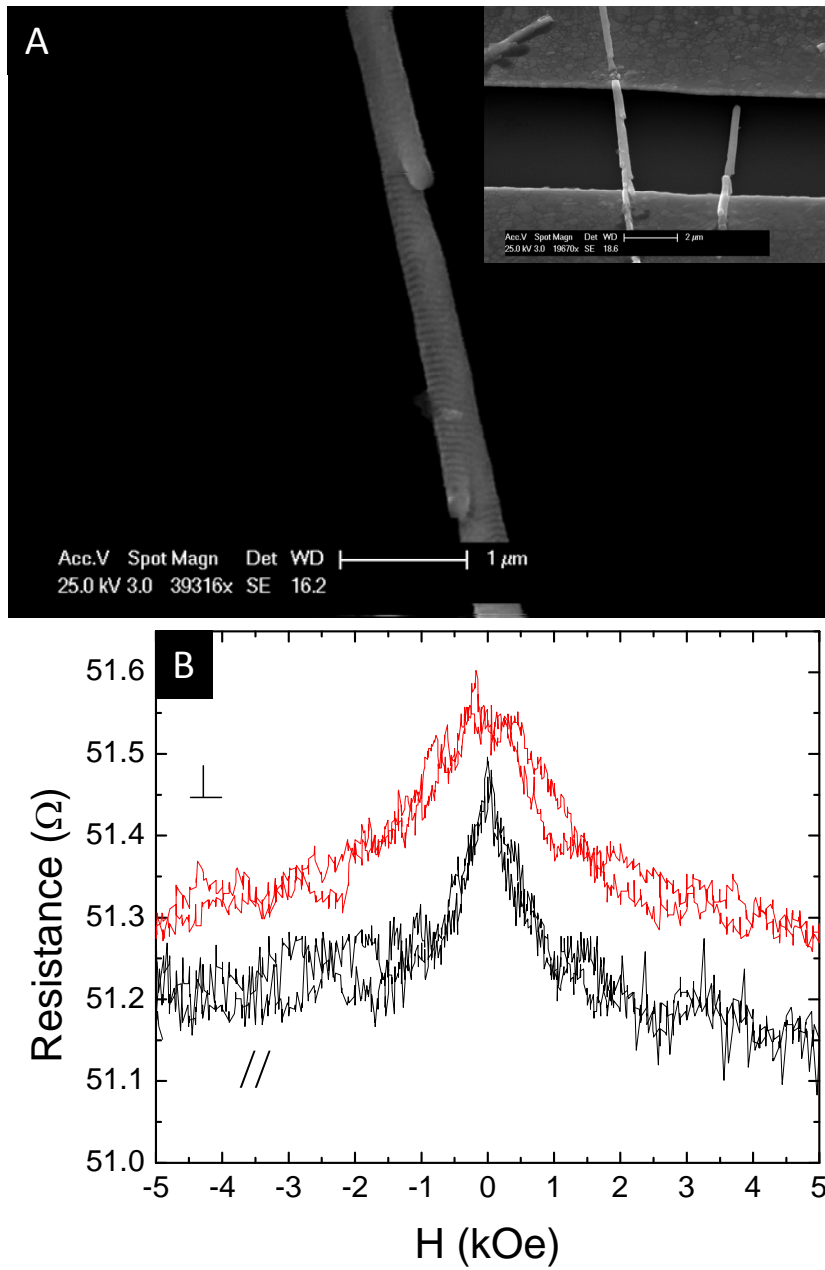 A
Acc.V Spot Magn Det WD 2 µm
25.0 kV 3.0 19670x SE 18.6
Acc.V Spot Magn Det WD 1 µm
25.0 kV 3.0 39316x SE 16.2
B
51.6
51.5
51.4
51.3
51.2
51.1
51.0
⊥
//
Resistance (Ω)
-5 -4 -3 -2 -1 0 1 2 3 4 5
H (kOe)